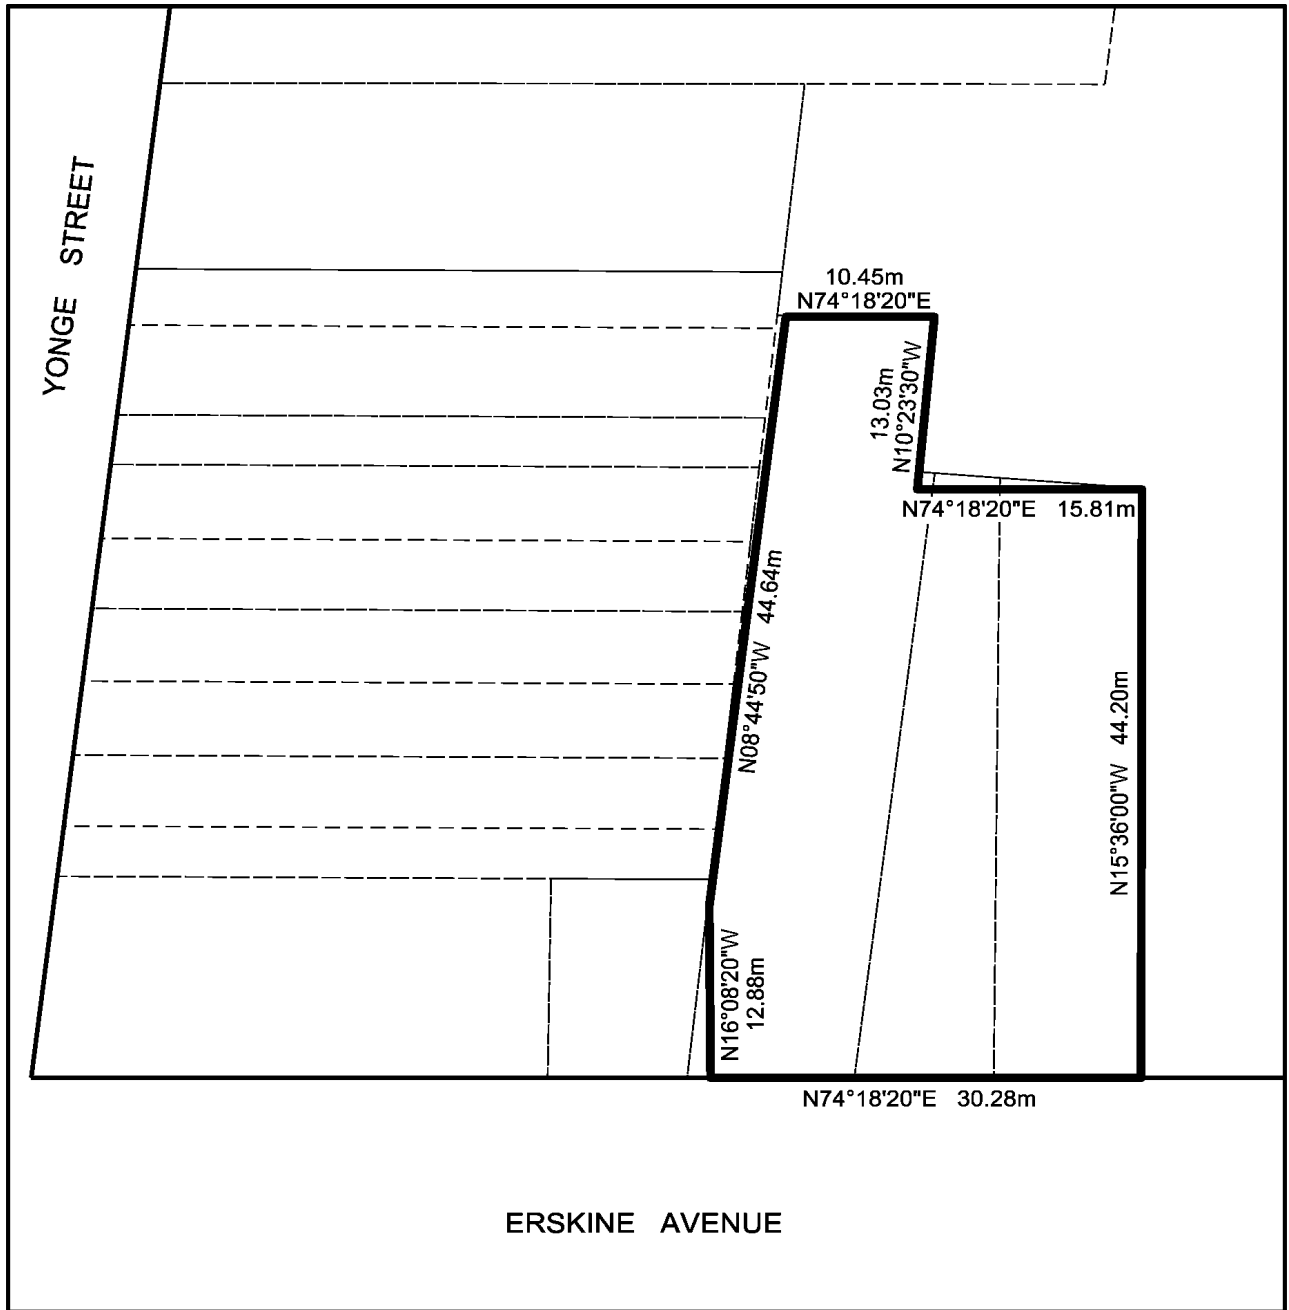 YONGE STREET
10.45m
N74°18'20"E
13.03m
N10°23'30"W
N74°18'20"E 15.81m
N08°44'50"W 44.64m
N15°36'00"W 44.20m
N16°08'20"W
12.88m
N74°18'20"E 30.28m
ERSKINE AVENUE